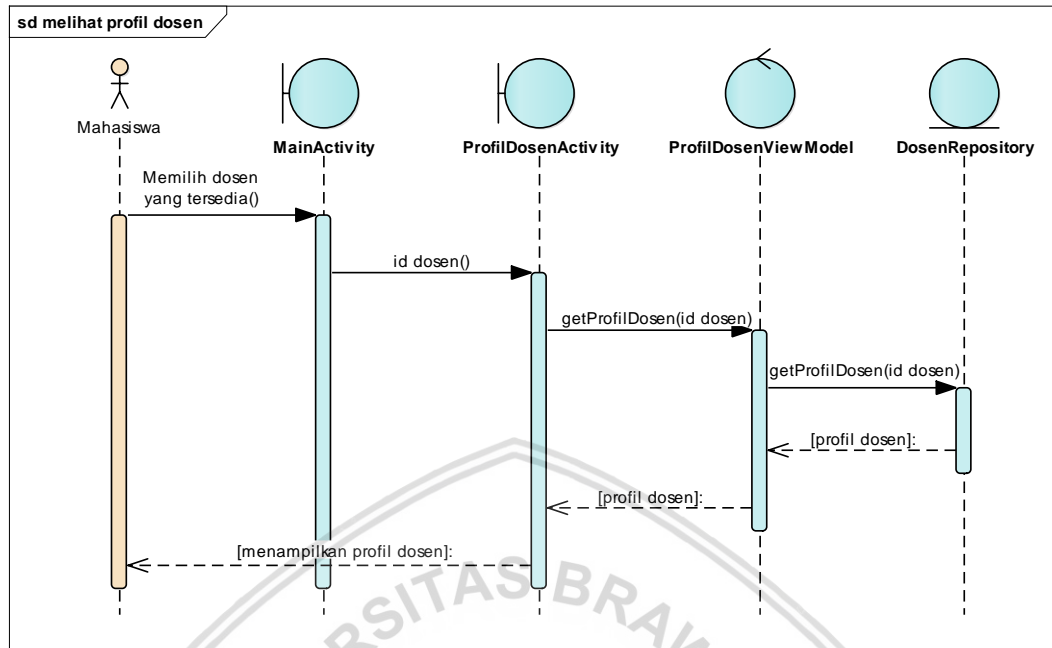 sd melihat profil dosen
Mahasiswa
MainActivity
ProfilDosenActivity
ProfilDosenViewModel
DosenRepository
Memilih dosen
yang tersedia()
id dosen()
getProfilDosen(id dosen)
getProfilDosen(id dosen)
[profil dosen]:
[profil dosen]:
[menampilkan profil dosen]: